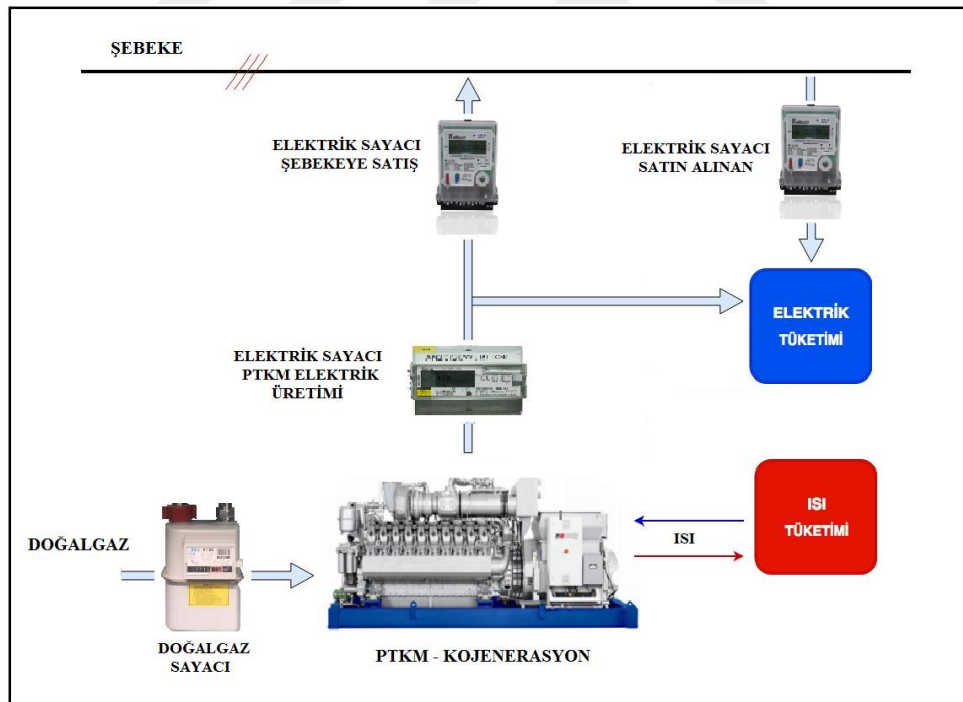 ŞEBEKE
ELEKTRİK SAYACI
ŞEBEKEYE SATIŞ
ELEKTRİK SAYACI
SATIN ALINAN
ELEKTRİK SAYACI
PTKM ELEKTRİK
ÜRETİMİ
ELEKTRİK
TÜKETİMİ
ISI
TÜKETİMİ
ISI
DOĞALGAZ
DOĞALGAZ
SAYACI
PTKM - KOJENERASYON